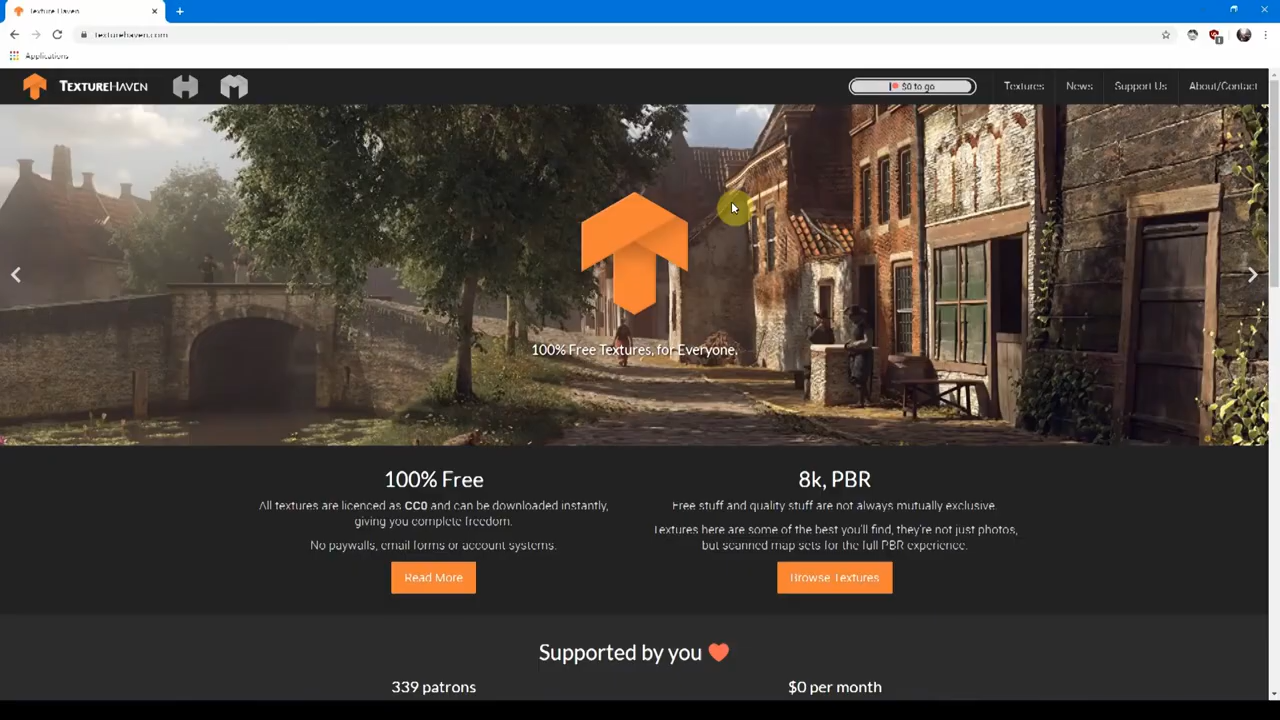 Texture Haven
texturehaven.com
Applications
TEXTUREHAVEN
$0 to go
Textures
News
Support Us
About/Contact
100% Free Textures, for Everyone.
100% Free
All textures are licenced as CC0 and can be downloaded instantly,
giving you complete freedom.
No paywalls, email forms or account systems.
Read More
8k, PBR
Free stuff and quality stuff are not always mutually exclusive.
Textures here are some of the best you'll find, they're not just photos,
but scanned map sets for the full PBR experience.
Browse Textures
Supported by you
339 patrons
$0 per month